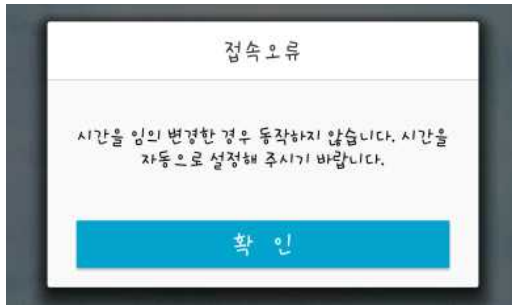 접속오류
시간을 임의 변경한 경우 동작하지 않습니다. 시간을
자동으로 설정해 주시기 바랍니다.
확 인